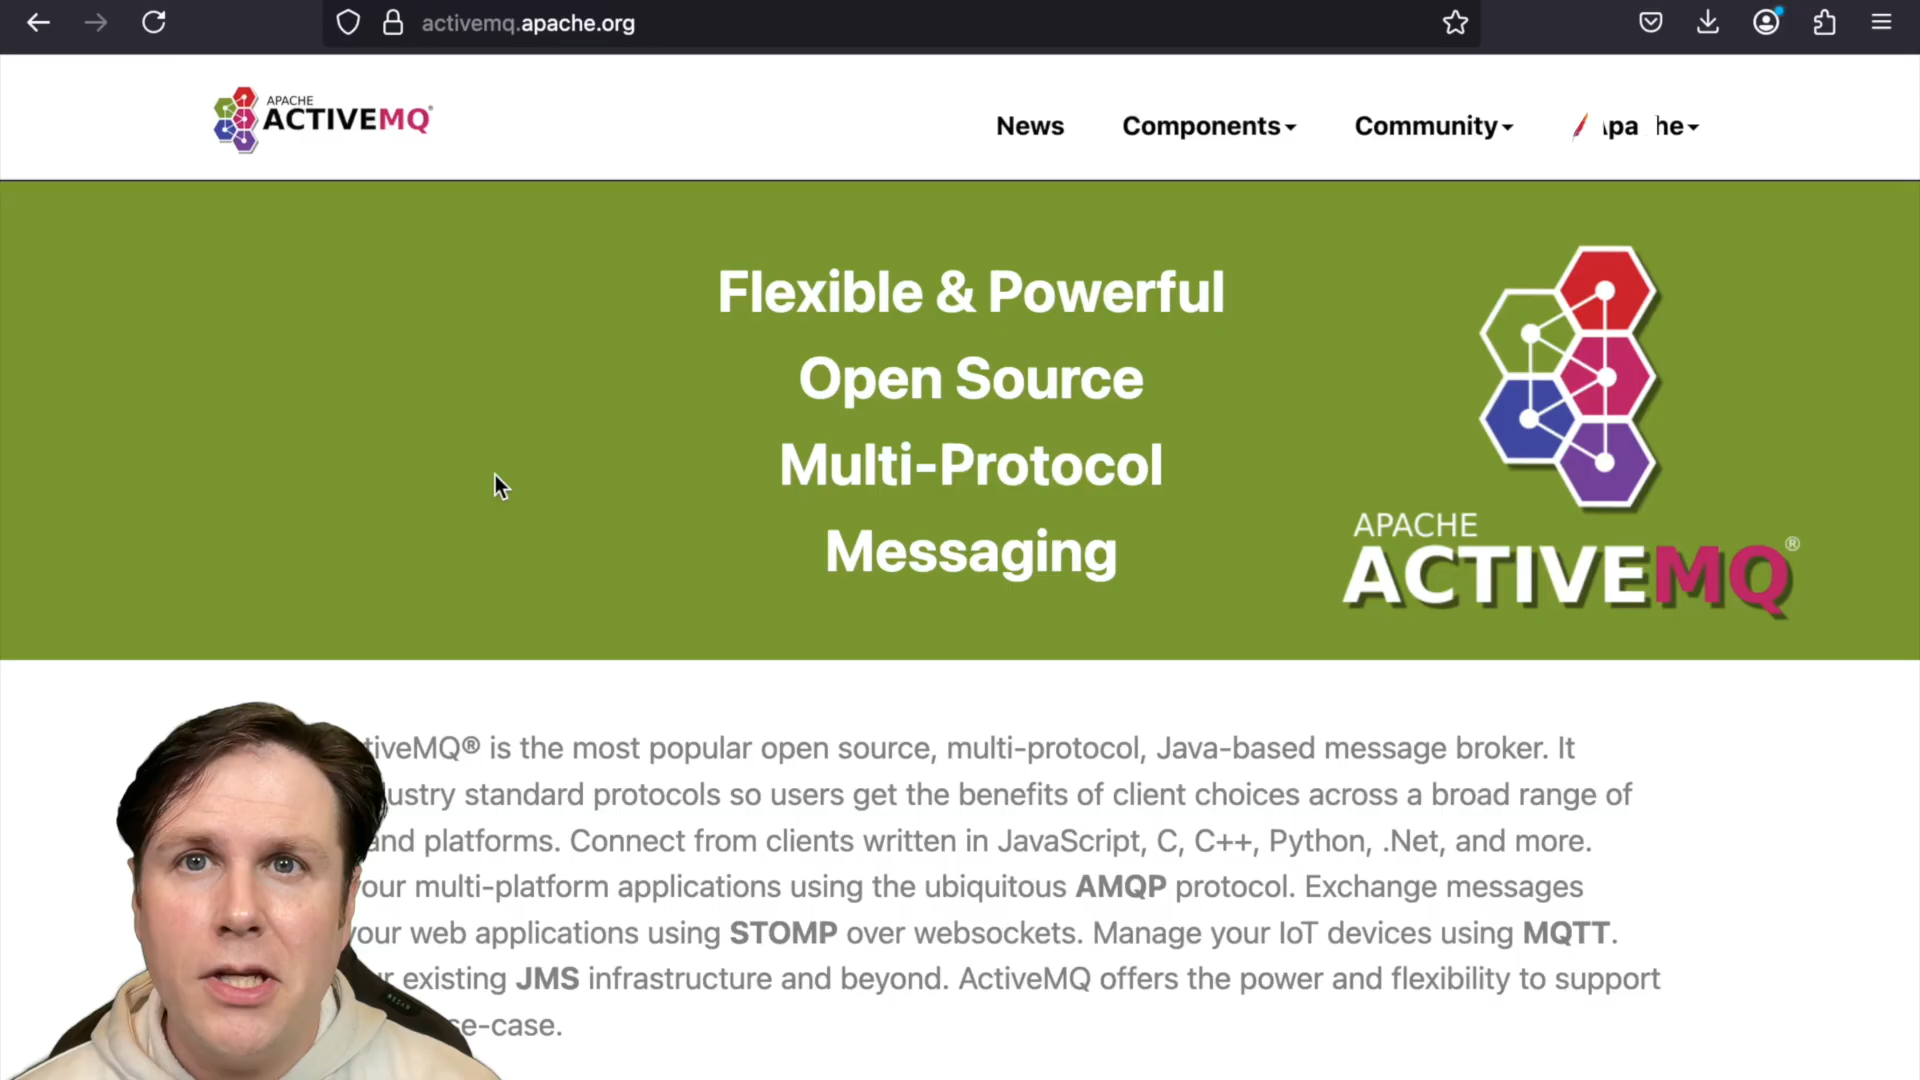 activemq.apache.org
APACHE
ACTIVEMQ®
News
Components
Community
Flexible & Powerful
Open Source
Multi-Protocol
Messaging
APACHE
ACTIVEMQ®
tiveMQ® is the most popular open source, multi-protocol, Java-based message broker. It
ustry standard protocols so users get the benefits of client choices across a broad range of
and platforms. Connect from clients written in JavaScript, C, C++, Python, .Net, and more.
our multi-platform applications using the ubiquitous AMQP protocol. Exchange messages
your web applications using STOMP over websockets. Manage your IoT devices using MQTT.
r existing JMS infrastructure and beyond. ActiveMQ offers the power and flexibility to support
se-case.